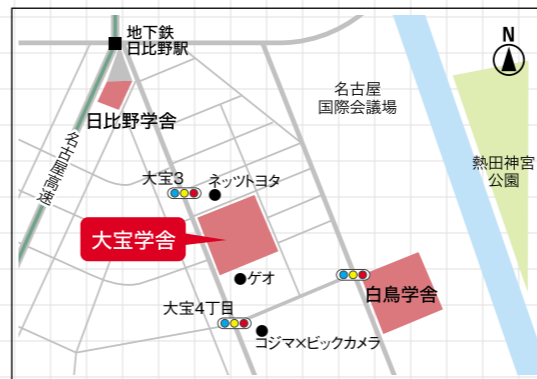 地下鉄
日比野駅
N
名古屋
国際会議場
日比野学舎
熱田神宮
公園
名古屋高速
大宝3
ネッツトヨタ
大宝学舎
ゲオ
白鳥学舎
大宝4丁目
コジマ×ビックカメラ